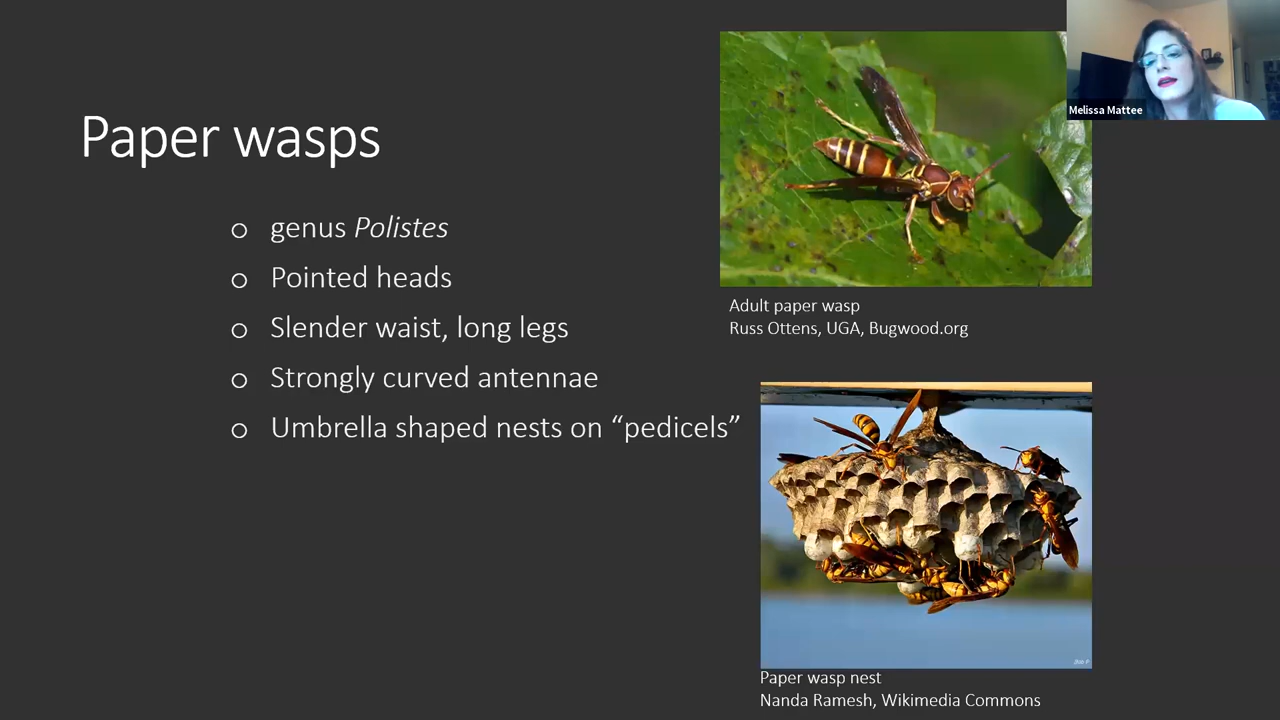 Melissa Mattee
Paper wasps
genus Polistes
Pointed heads
Slender waist, long legs
Strongly curved antennae
Umbrella shaped nests on “pedicels”
Adult paper wasp
Russ Ottens, UGA, Bugwood.org
Paper wasp nest
Nanda Ramesh, Wikimedia Commons